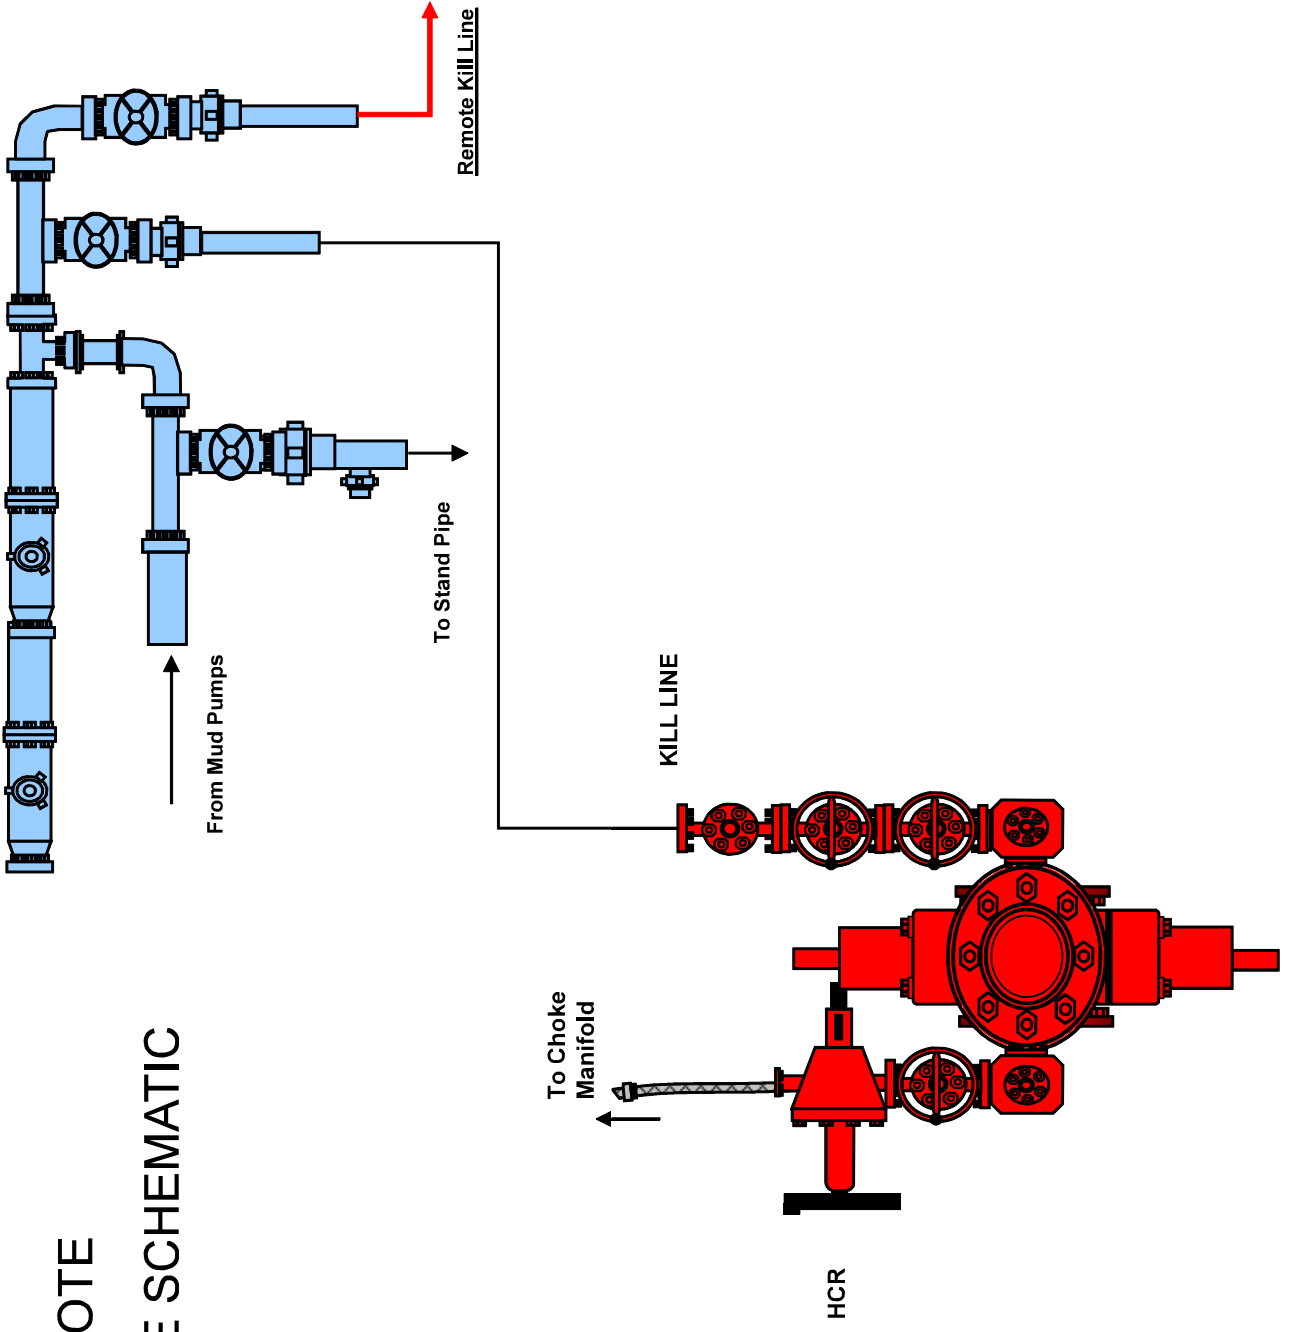 OTE
E SCHEMATIC
From Mud Pumps
To Stand Pipe
Remote Kill Line
To Choke
Manifold
KILL LINE
HCR